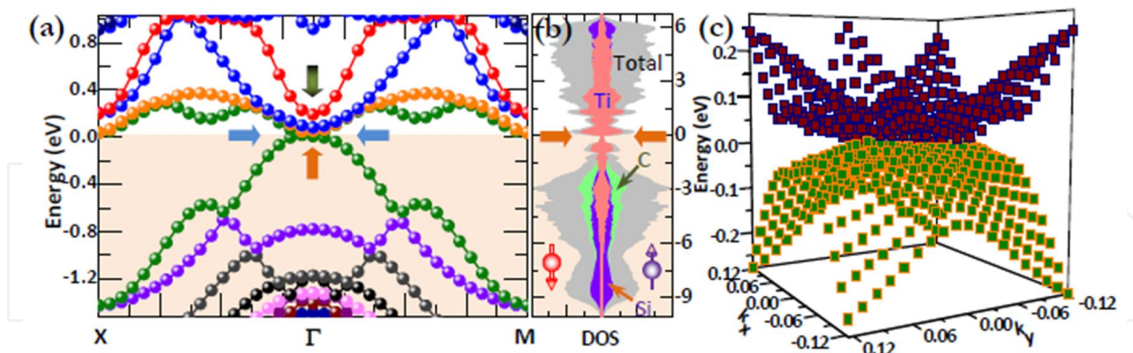 (a)
Energy (eV)
0.8
0.4
0.0
-0.4
-0.8
-1.2
X
Γ
M
(b)
Total
Ti
C
Si
6
3
0
-3
-6
-9
DOS
(c)
Energy (eV)
0.2
0.1
0.0
-0.1
-0.2
0.12
0.06
0.00
-0.06
-0.12
0.12
0.06
0.00
-0.06
-0.12
ky